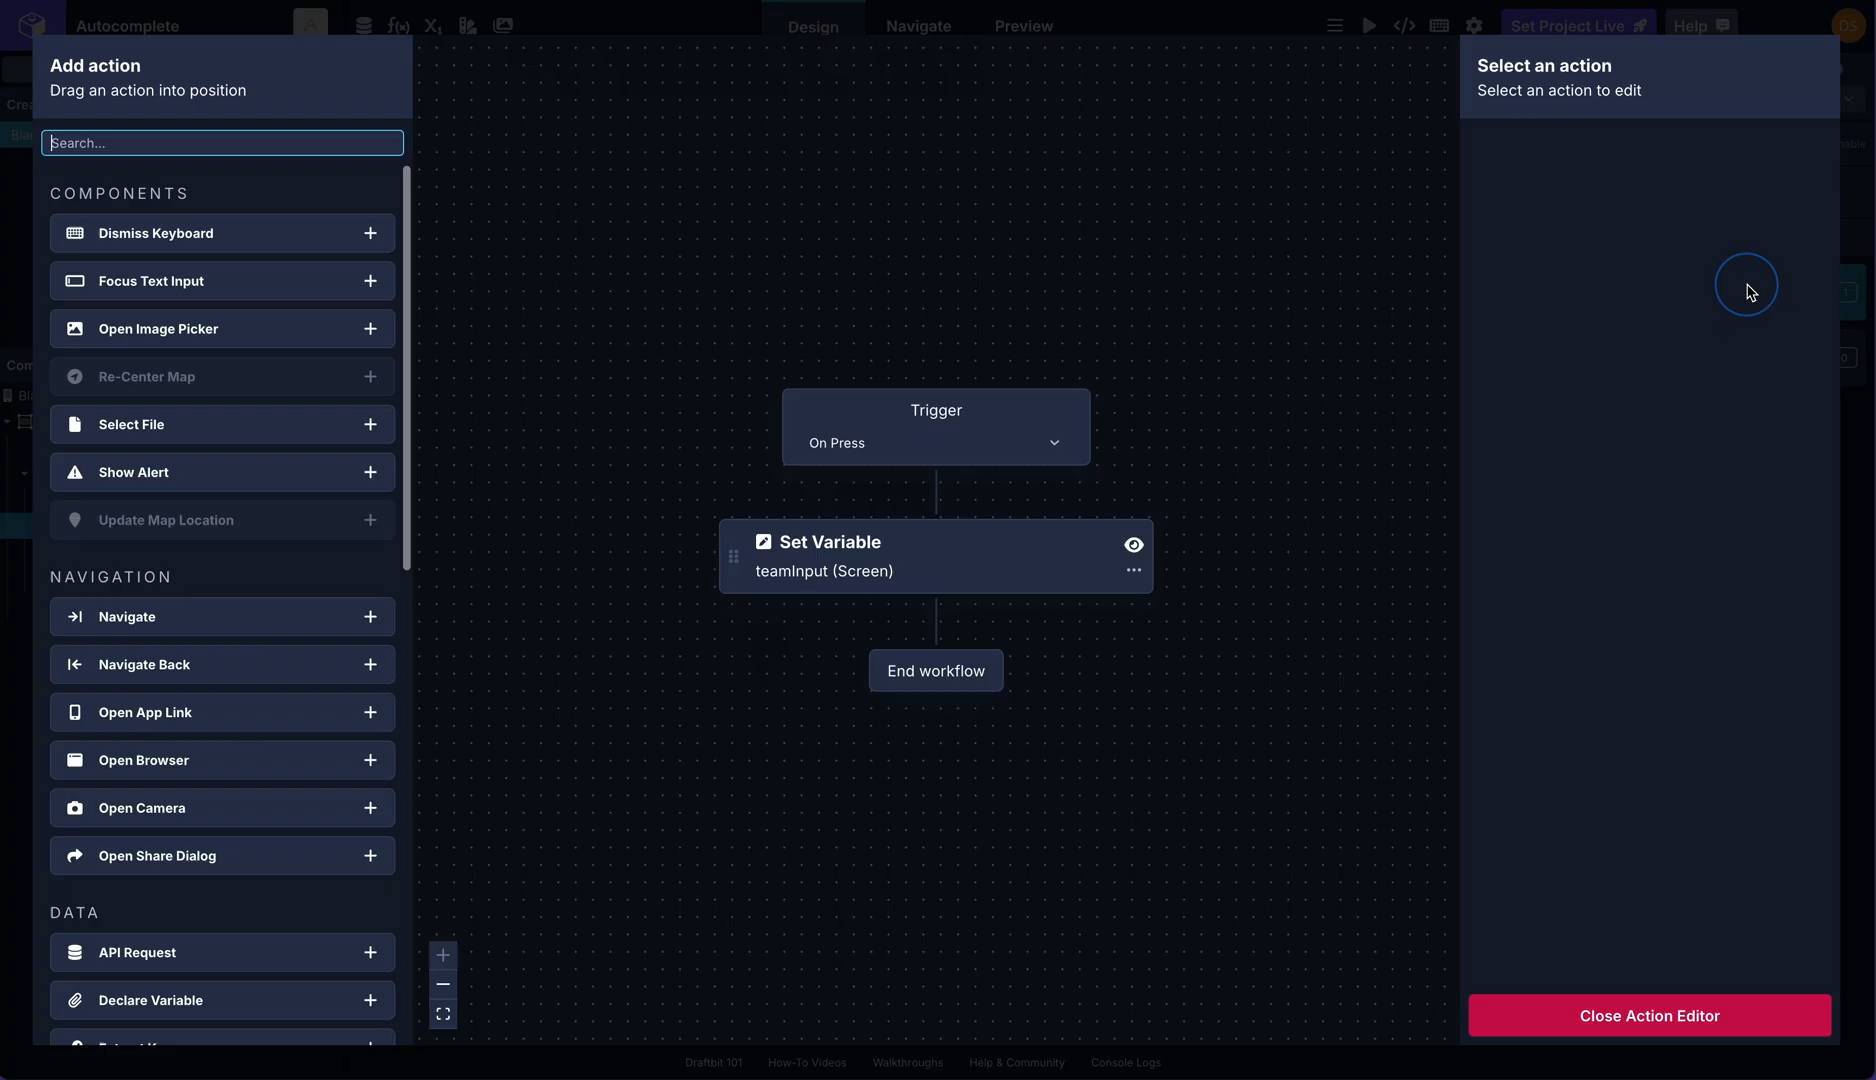 Autocomplete
f(x)
X1
Design
Navigate
Preview
</>
Set Project Live
Help
DS
Add action
Drag an action into position
Search...
COMPONENTS
Dismiss Keyboard
Focus Text Input
Open Image Picker
Re-Center Map
Select File
Show Alert
Update Map Location
NAVIGATION
Navigate
Navigate Back
Open App Link
Open Browser
Open Camera
Open Share Dialog
DATA
API Request
Declare Variable
Trigger
On Press
Set Variable
teamInput (Screen)
End workflow
Select an action
Select an action to edit
Close Action Editor
Draftbit 101
How-To Videos
Walkthroughs
Help & Community
Console Logs